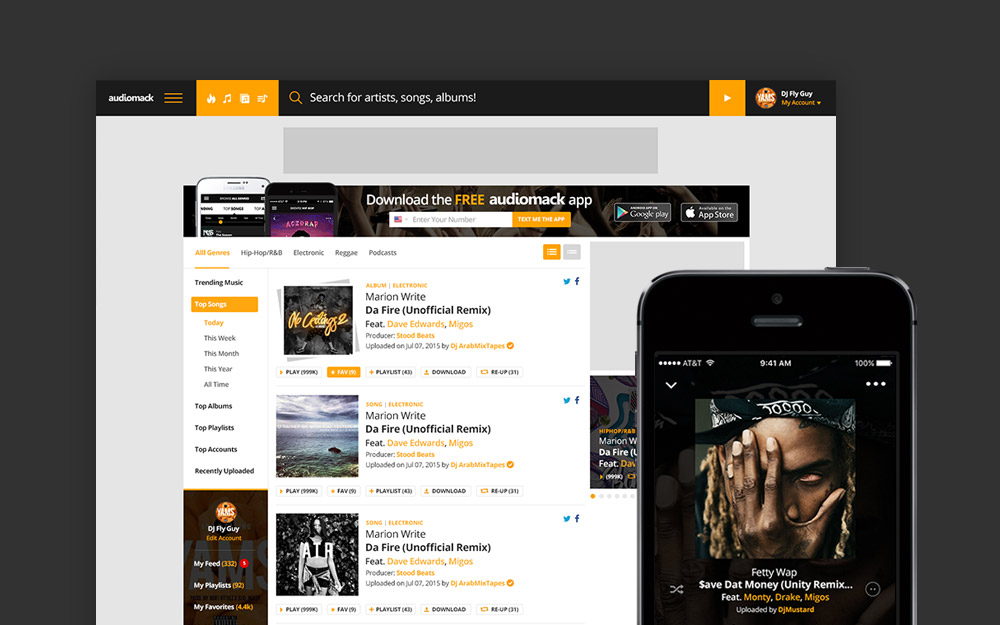 audiomack
Search for artists, songs, albums!
DJ Fly Guy
My Account
Download the FREE audiomack app
Enter Your Number
TEXT ME THE APP
ANDROID APP ON
Google play
Available on the
App Store
All Genres
Hip-Hop/R&B
Electronic
Reggae
Podcasts
Trending Music
Top Songs
Today
This Week
This Month
This Year
All Time
Top Albums
Top Playlists
Top Accounts
Recently Uploaded
YAMS
DJ Fly Guy
Edit Account
My Feed (332) 5
My Playlists (92)
My Favorites (4.4k)
No Ceilings 2
ALBUM | ELECTRONIC
Marion Write
Da Fire (Unofficial Remix)
Feat. Dave Edwards, Migos
Producer: Stood Beats
Uploaded on Jul 07, 2015 by Dj ArabMixTapes
PLAY (999K)
FAV (9)
PLAYLIST (43)
DOWNLOAD
RE-UP (31)
SONG | ELECTRONIC
Marion Write
Da Fire (Unofficial Remix)
Feat. Dave Edwards, Migos
Producer: Stood Beats
Uploaded on Jul 07, 2015 by Dj ArabMixTapes
PLAY (999K)
FAV (9)
PLAYLIST (43)
DOWNLOAD
RE-UP (31)
SONG | ELECTRONIC
Marion Write
Da Fire (Unofficial Remix)
Feat. Dave Edwards, Migos
Producer: Stood Beats
Uploaded on Jul 07, 2015 by Dj ArabMixTapes
PLAY (999K)
FAV (9)
PLAYLIST (43)
DOWNLOAD
RE-UP (31)
HIPHOP/R&B
Marion W
Da Fire (U
Feat. Dav
(999K)
AT&T
9:41 AM
100%
Fetty Wap
$ave Dat Money (Unity Remix...
Feat. Monty, Drake, Migos
Uploaded by DjMustard